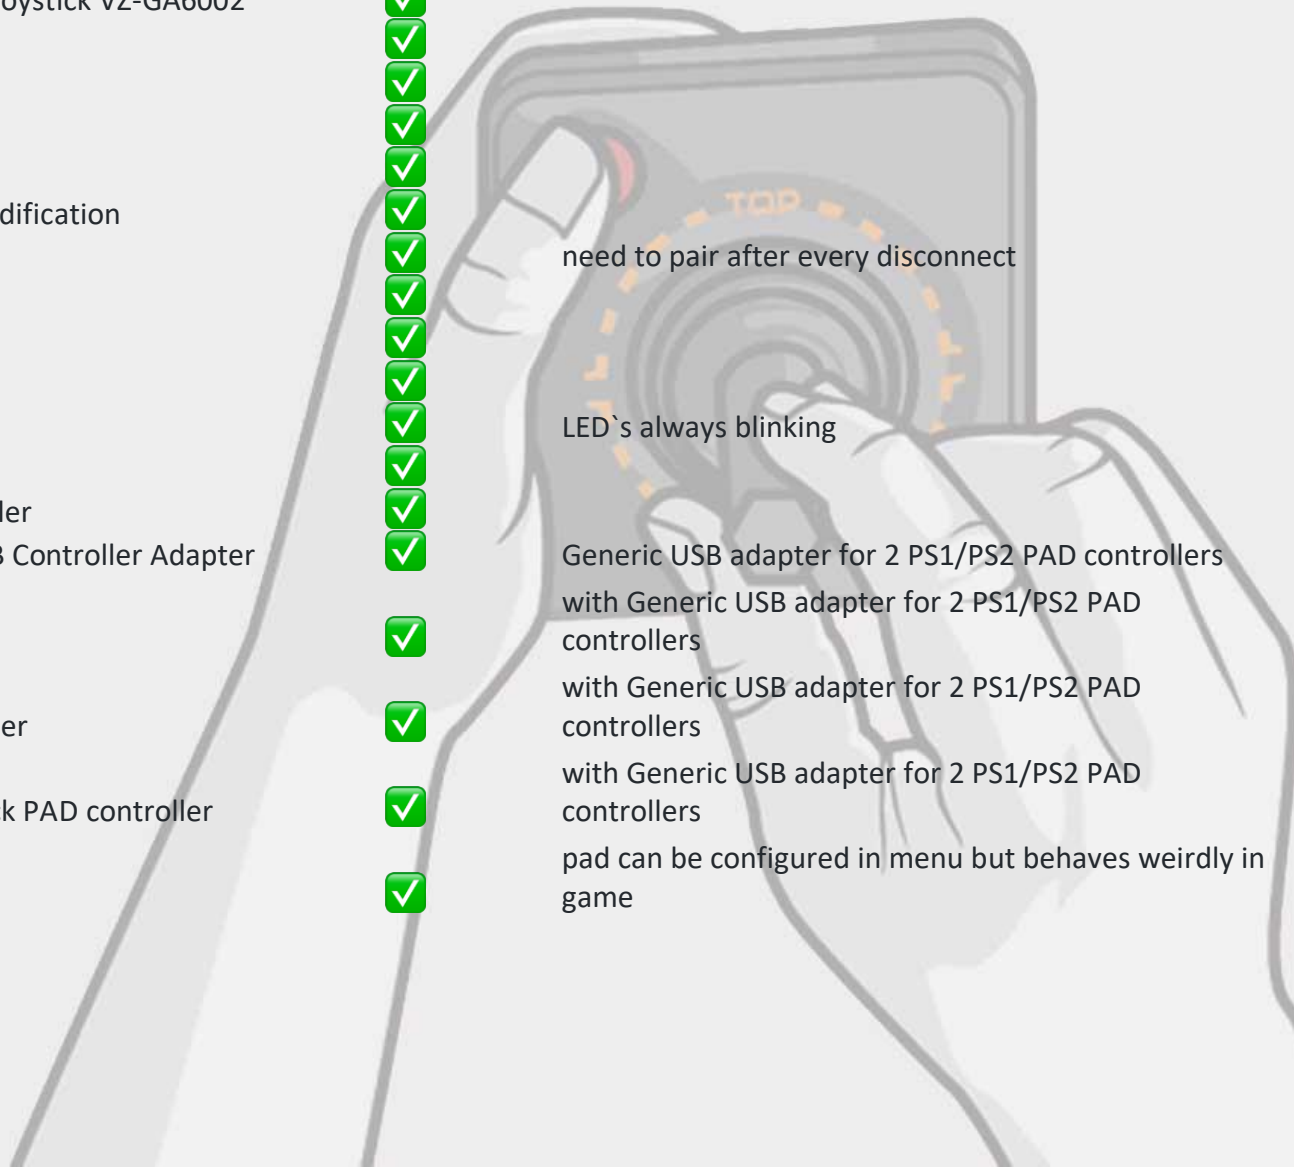 oystick VZ-GA6002
dification
need to pair after every disconnect
TOP
LED`s always blinking
ler
B Controller Adapter
Generic USB adapter for 2 PS1/PS2 PAD controllers
with Generic USB adapter for 2 PS1/PS2 PAD
controllers
with Generic USB adapter for 2 PS1/PS2 PAD
controllers
er
with Generic USB adapter for 2 PS1/PS2 PAD
controllers
ck PAD controller
pad can be configured in menu but behaves weirdly in
game